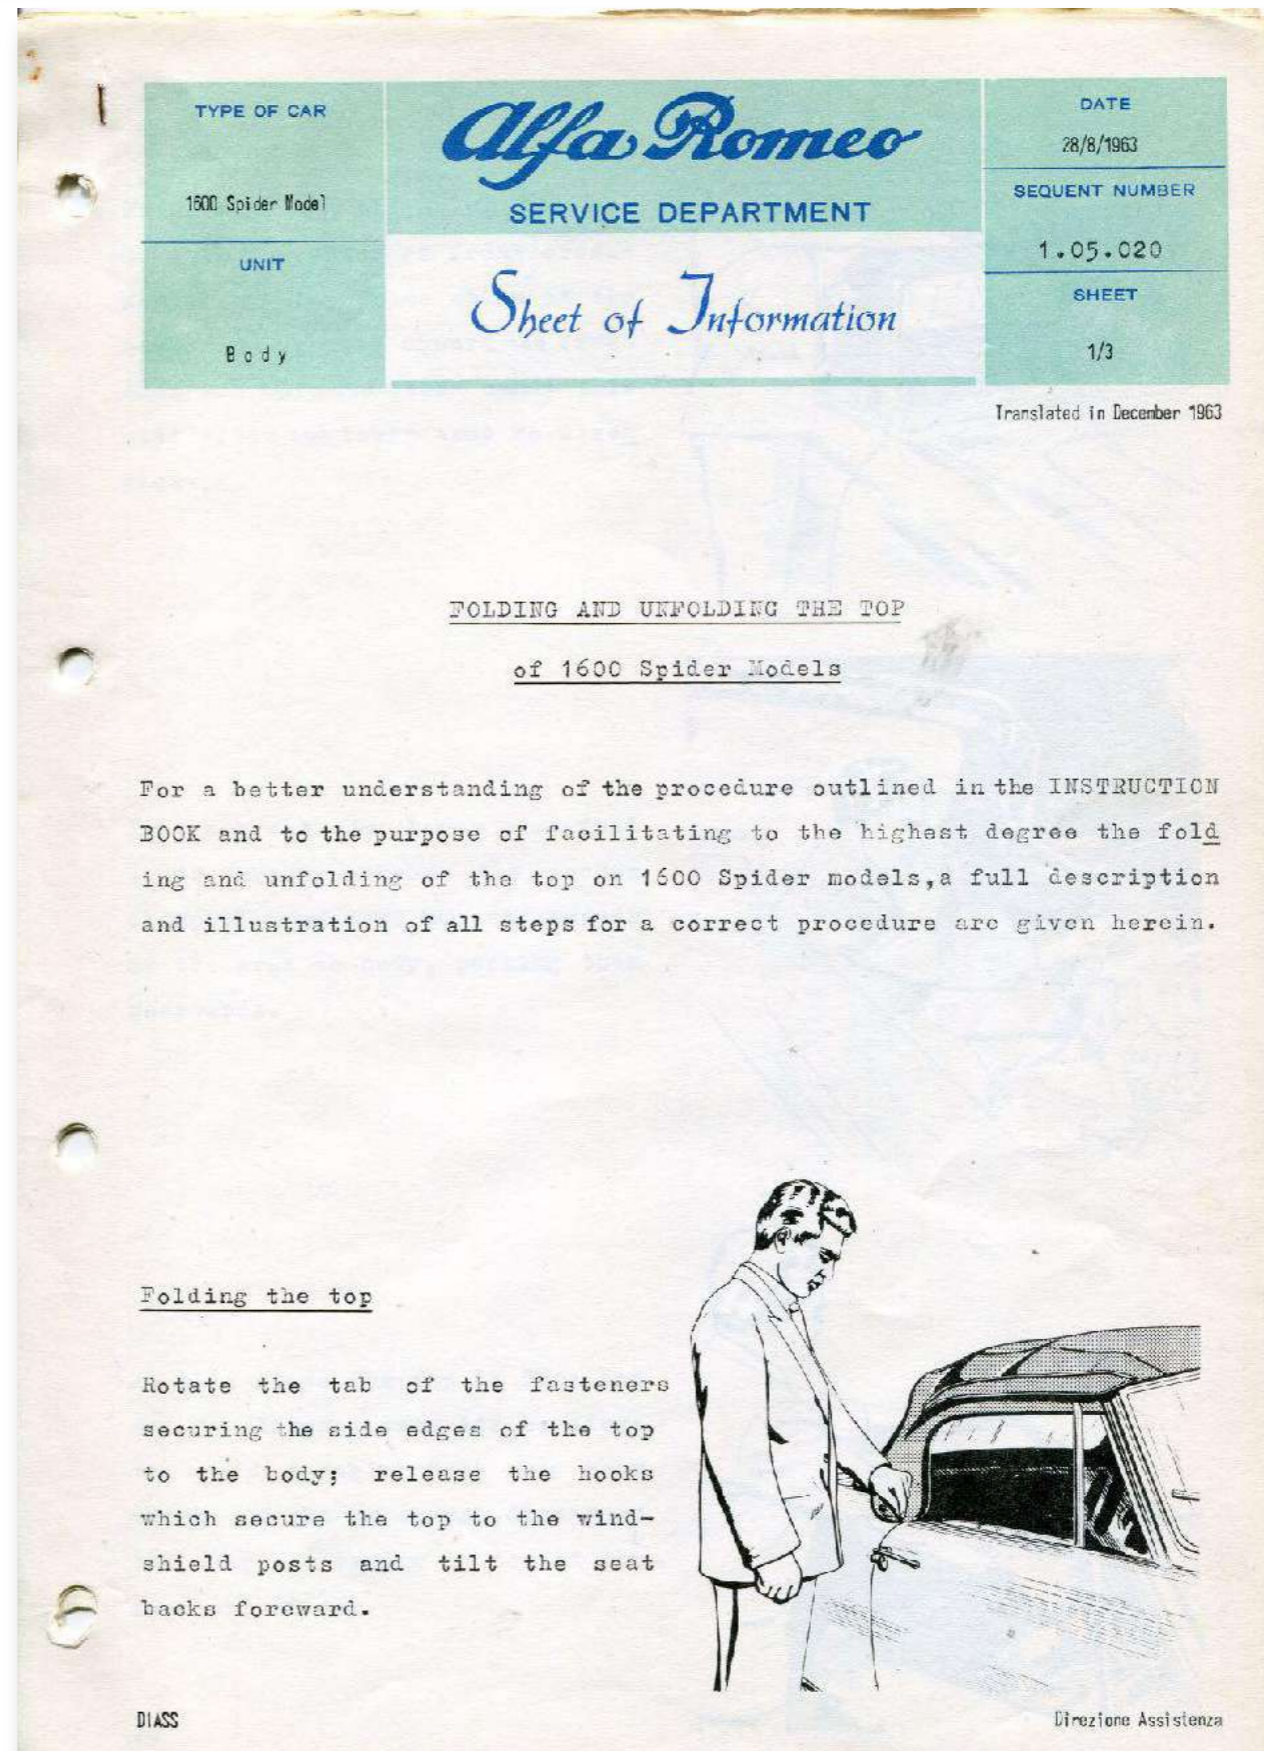 TYPE OF CAR
1600 Spider Model
UNIT
Body
Alfa Romeo
SERVICE DEPARTMENT
Sheet of Information
DATE
28/8/1963
SEQUENT NUMBER
1.05.020
SHEET
1/3
Translated in December 1963
FOLDING AND UNFOLDING THE TOP
of 1600 Spider Models
For a better understanding of the procedure outlined in the INSTRUCTION
BOOK and to the purpose of facilitating to the highest degree the fold
ing and unfolding of the top on 1600 Spider models, a full description
and illustration of all steps for a correct procedure are given herein.
Folding the top
Rotate the tab of the fasteners
securing the side edges of the top
to the body; release the hooks
which secure the top to the wind-
shield posts and tilt the seat
backs foreward.
DIASS
Direzione Assistenza